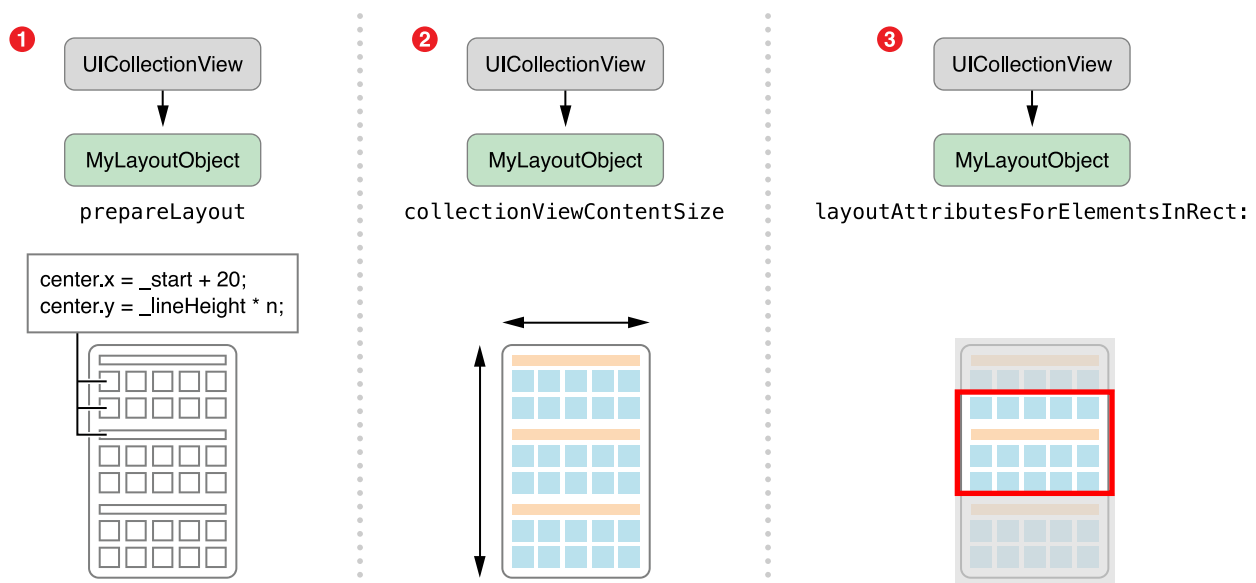 1
UICollectionView
MyLayoutObject
prepareLayout
center.x = _start + 20;
center.y = _lineHeight * n;
2
UICollectionView
MyLayoutObject
collectionViewContentSize
3
UICollectionView
MyLayoutObject
layoutAttributesForElementsInRect: